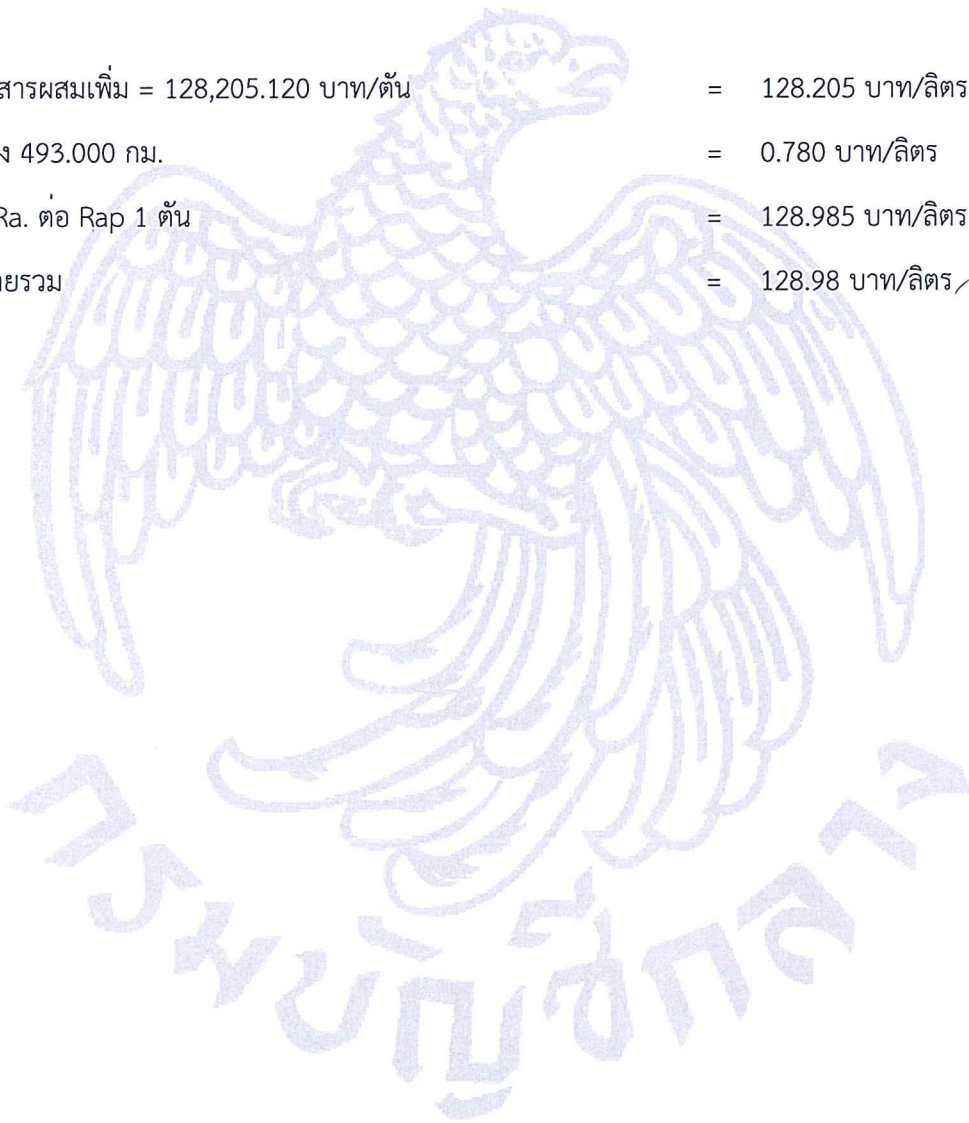 สารผสมเพิ่ม = 128,205.120 บาท/ตัน = 128.205 บาท/ลิตร
ง 493.000 กม. = 0.780 บาท/ลิตร
Ra. ต่อ Rap 1 ตัน = 128.985 บาท/ลิตร
ยรวม = 128.98 บาท/ลิตร
กรมบัญชีกลาง